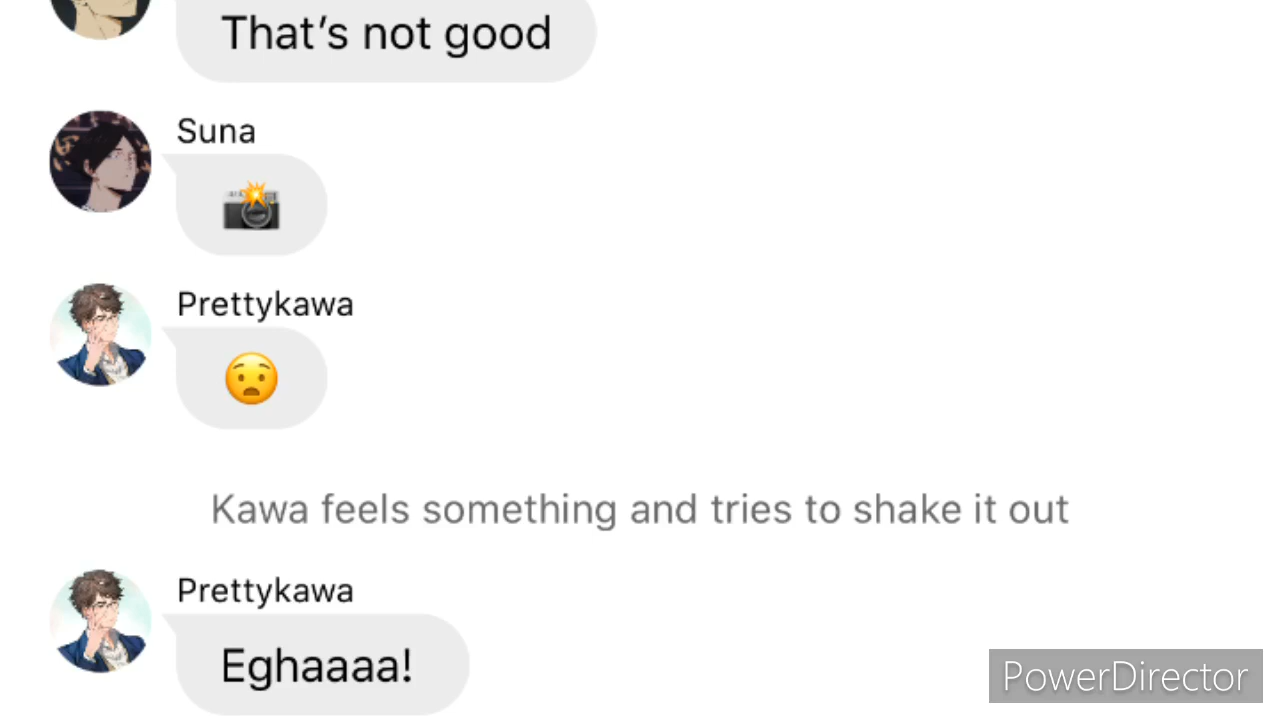 That's not good
Suna
📸
Prettykawa
😧
Kawa feels something and tries to shake it out
Prettykawa
Eghaaaa!
PowerDirector